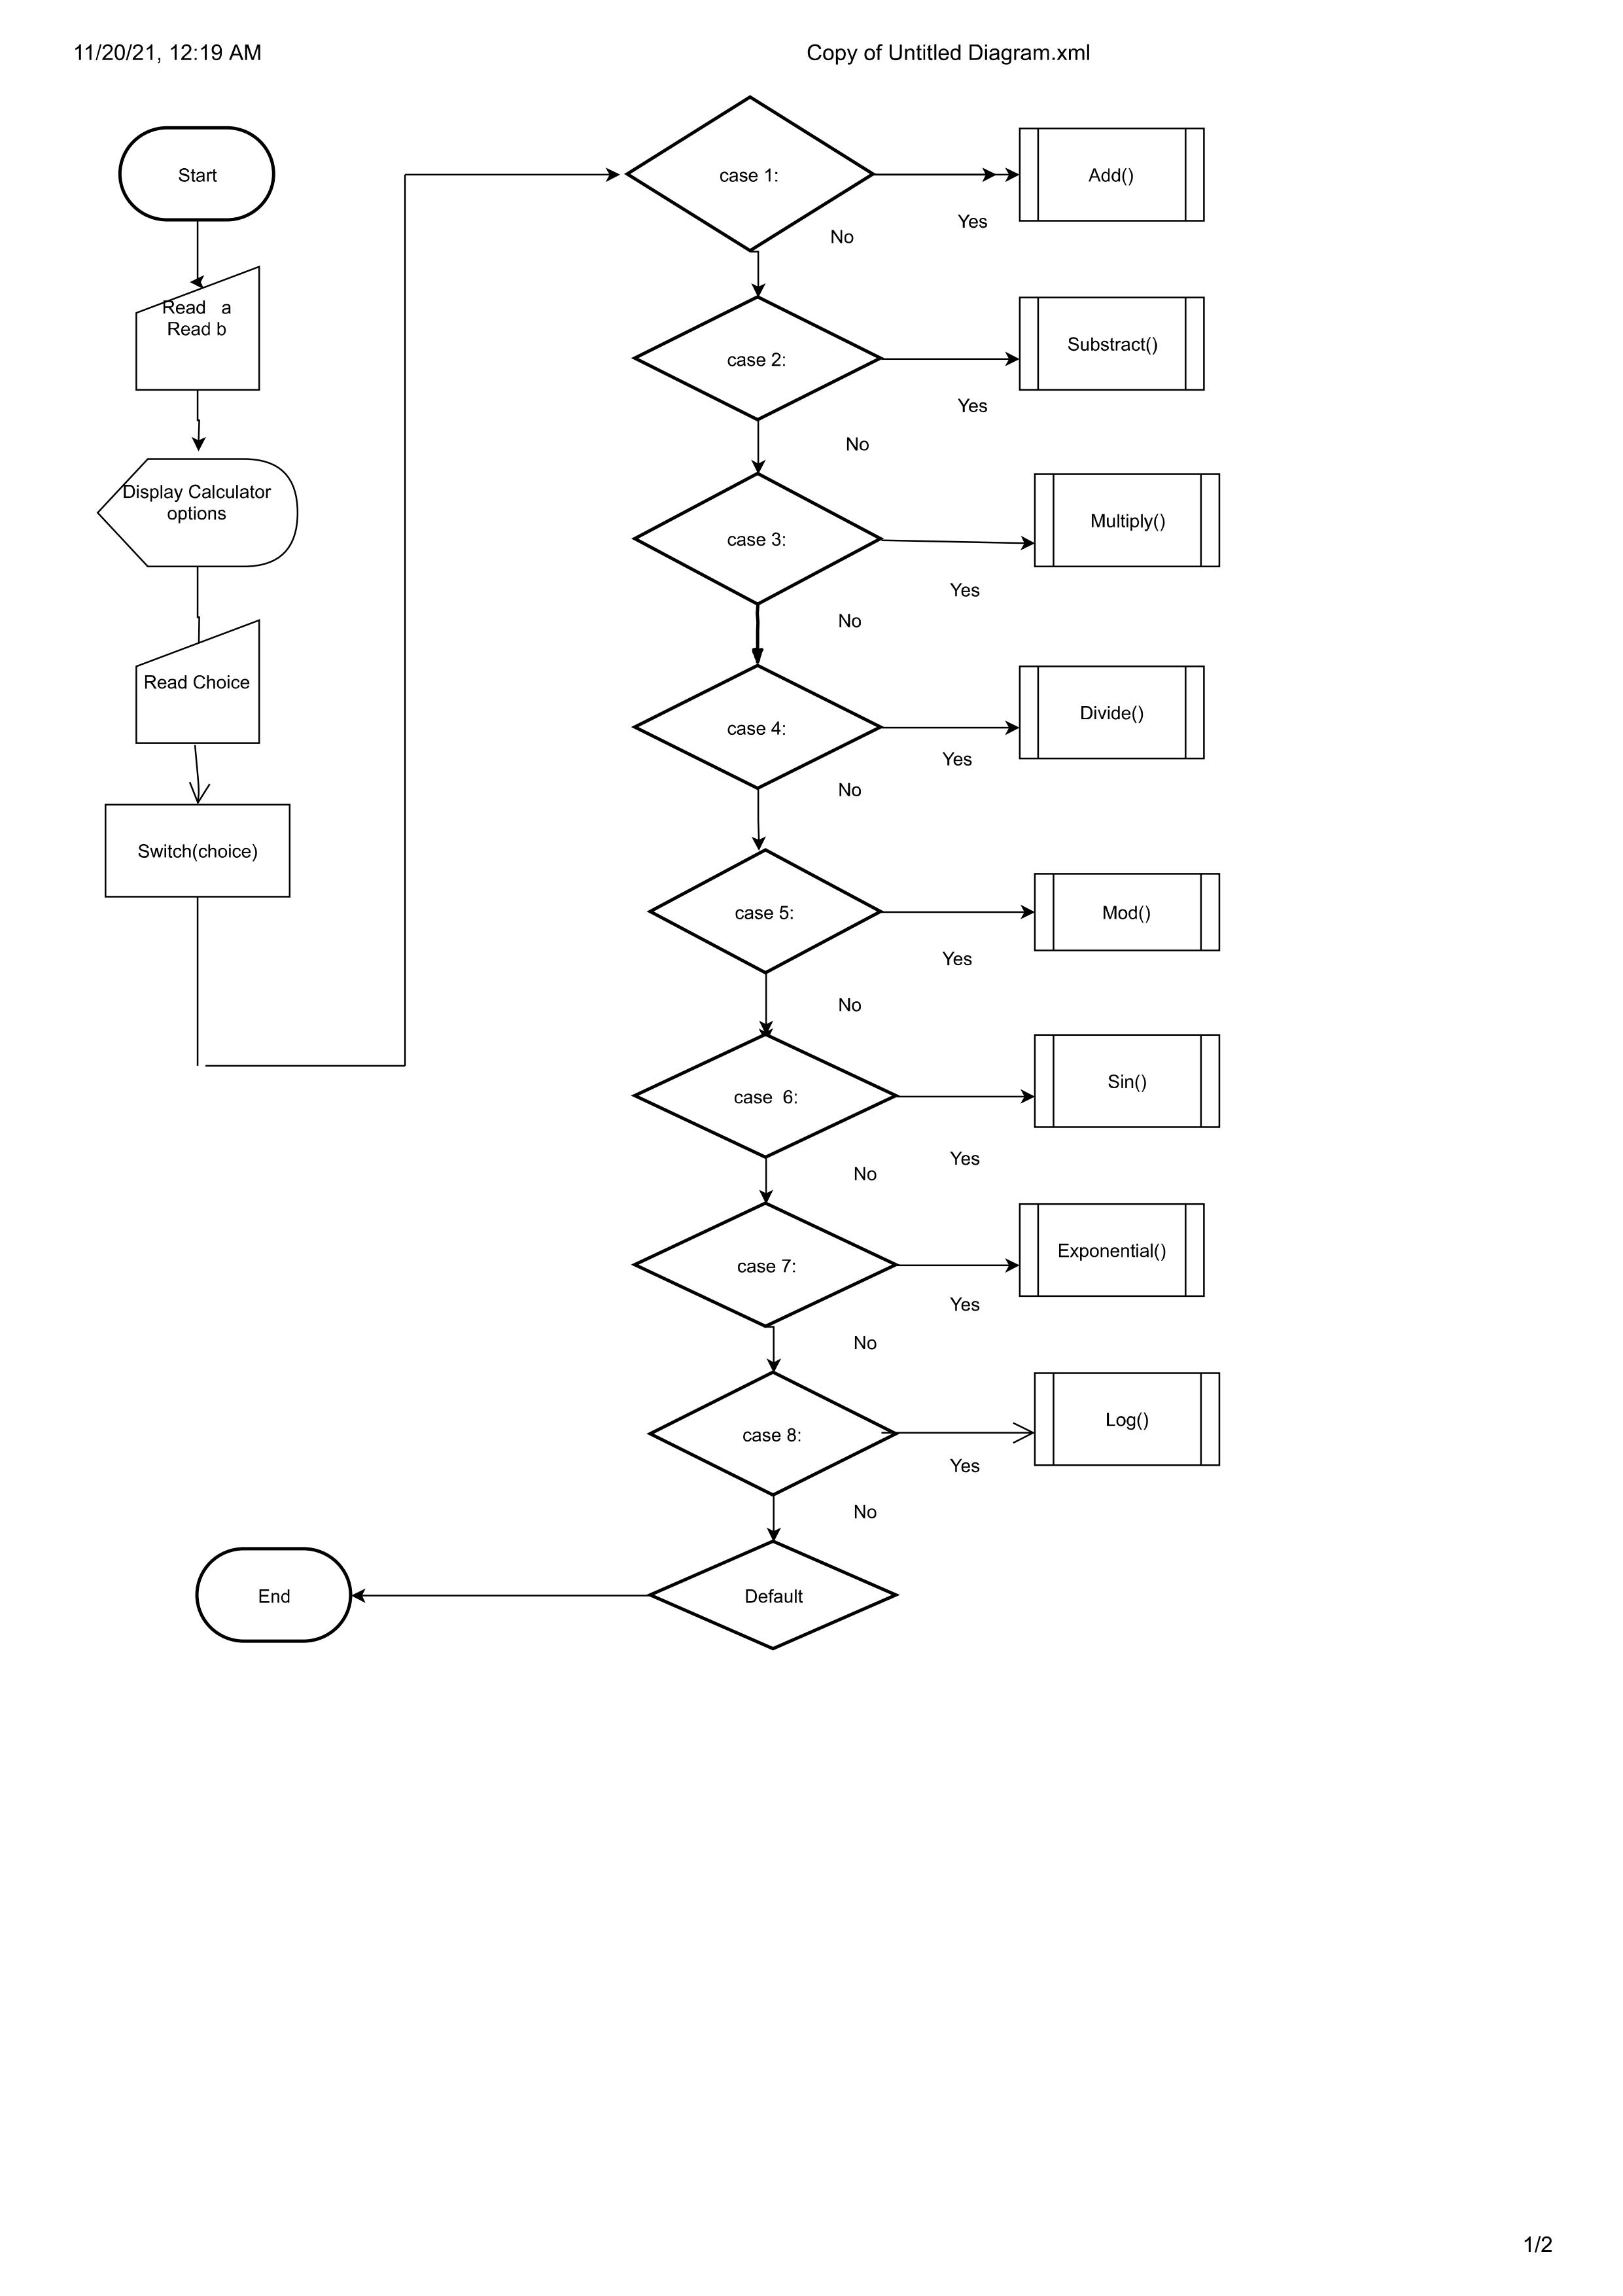 11/20/21, 12:19 AM
Copy of Untitled Diagram.xml
Start
Read   a
Read b
Display Calculator
options
Read Choice
Switch(choice)
case 1:
Yes
No
Add()
case 2:
Yes
No
Substract()
case 3:
Yes
No
Multiply()
case 4:
Yes
No
Divide()
case 5:
Yes
No
Mod()
case  6:
Yes
No
Sin()
case 7:
Yes
No
Exponential()
case 8:
Yes
No
Log()
Default
End
1/2